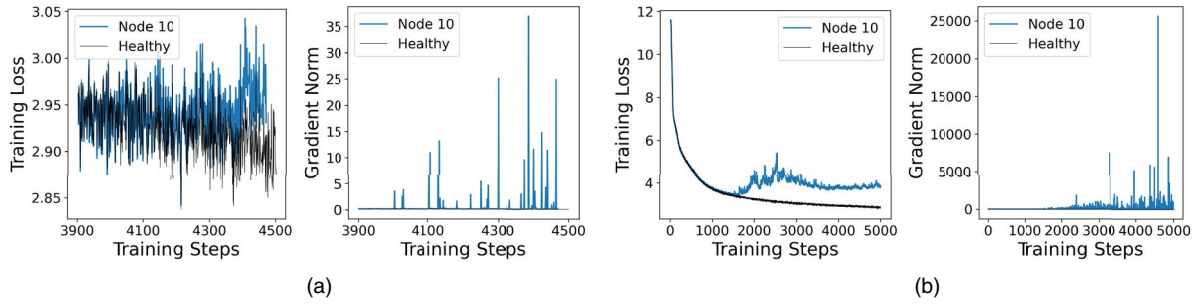 Training Loss
3.05
3.00
2.95
2.90
2.85
Node 10
Healthy
3900 4100 4300 4500
Training Steps
Gradient Norm
35
30
25
20
15
10
5
0
Node 10
Healthy
3900 4100 4300 4500
Training Steps
(a)
Training Loss
12
10
8
6
4
Node 10
Healthy
0 1000 2000 3000 4000 5000
Training Steps
Gradient Norm
25000
20000
15000
10000
5000
0
Node 10
Healthy
0 1000 2000 3000 4000 5000
Training Steps
(b)